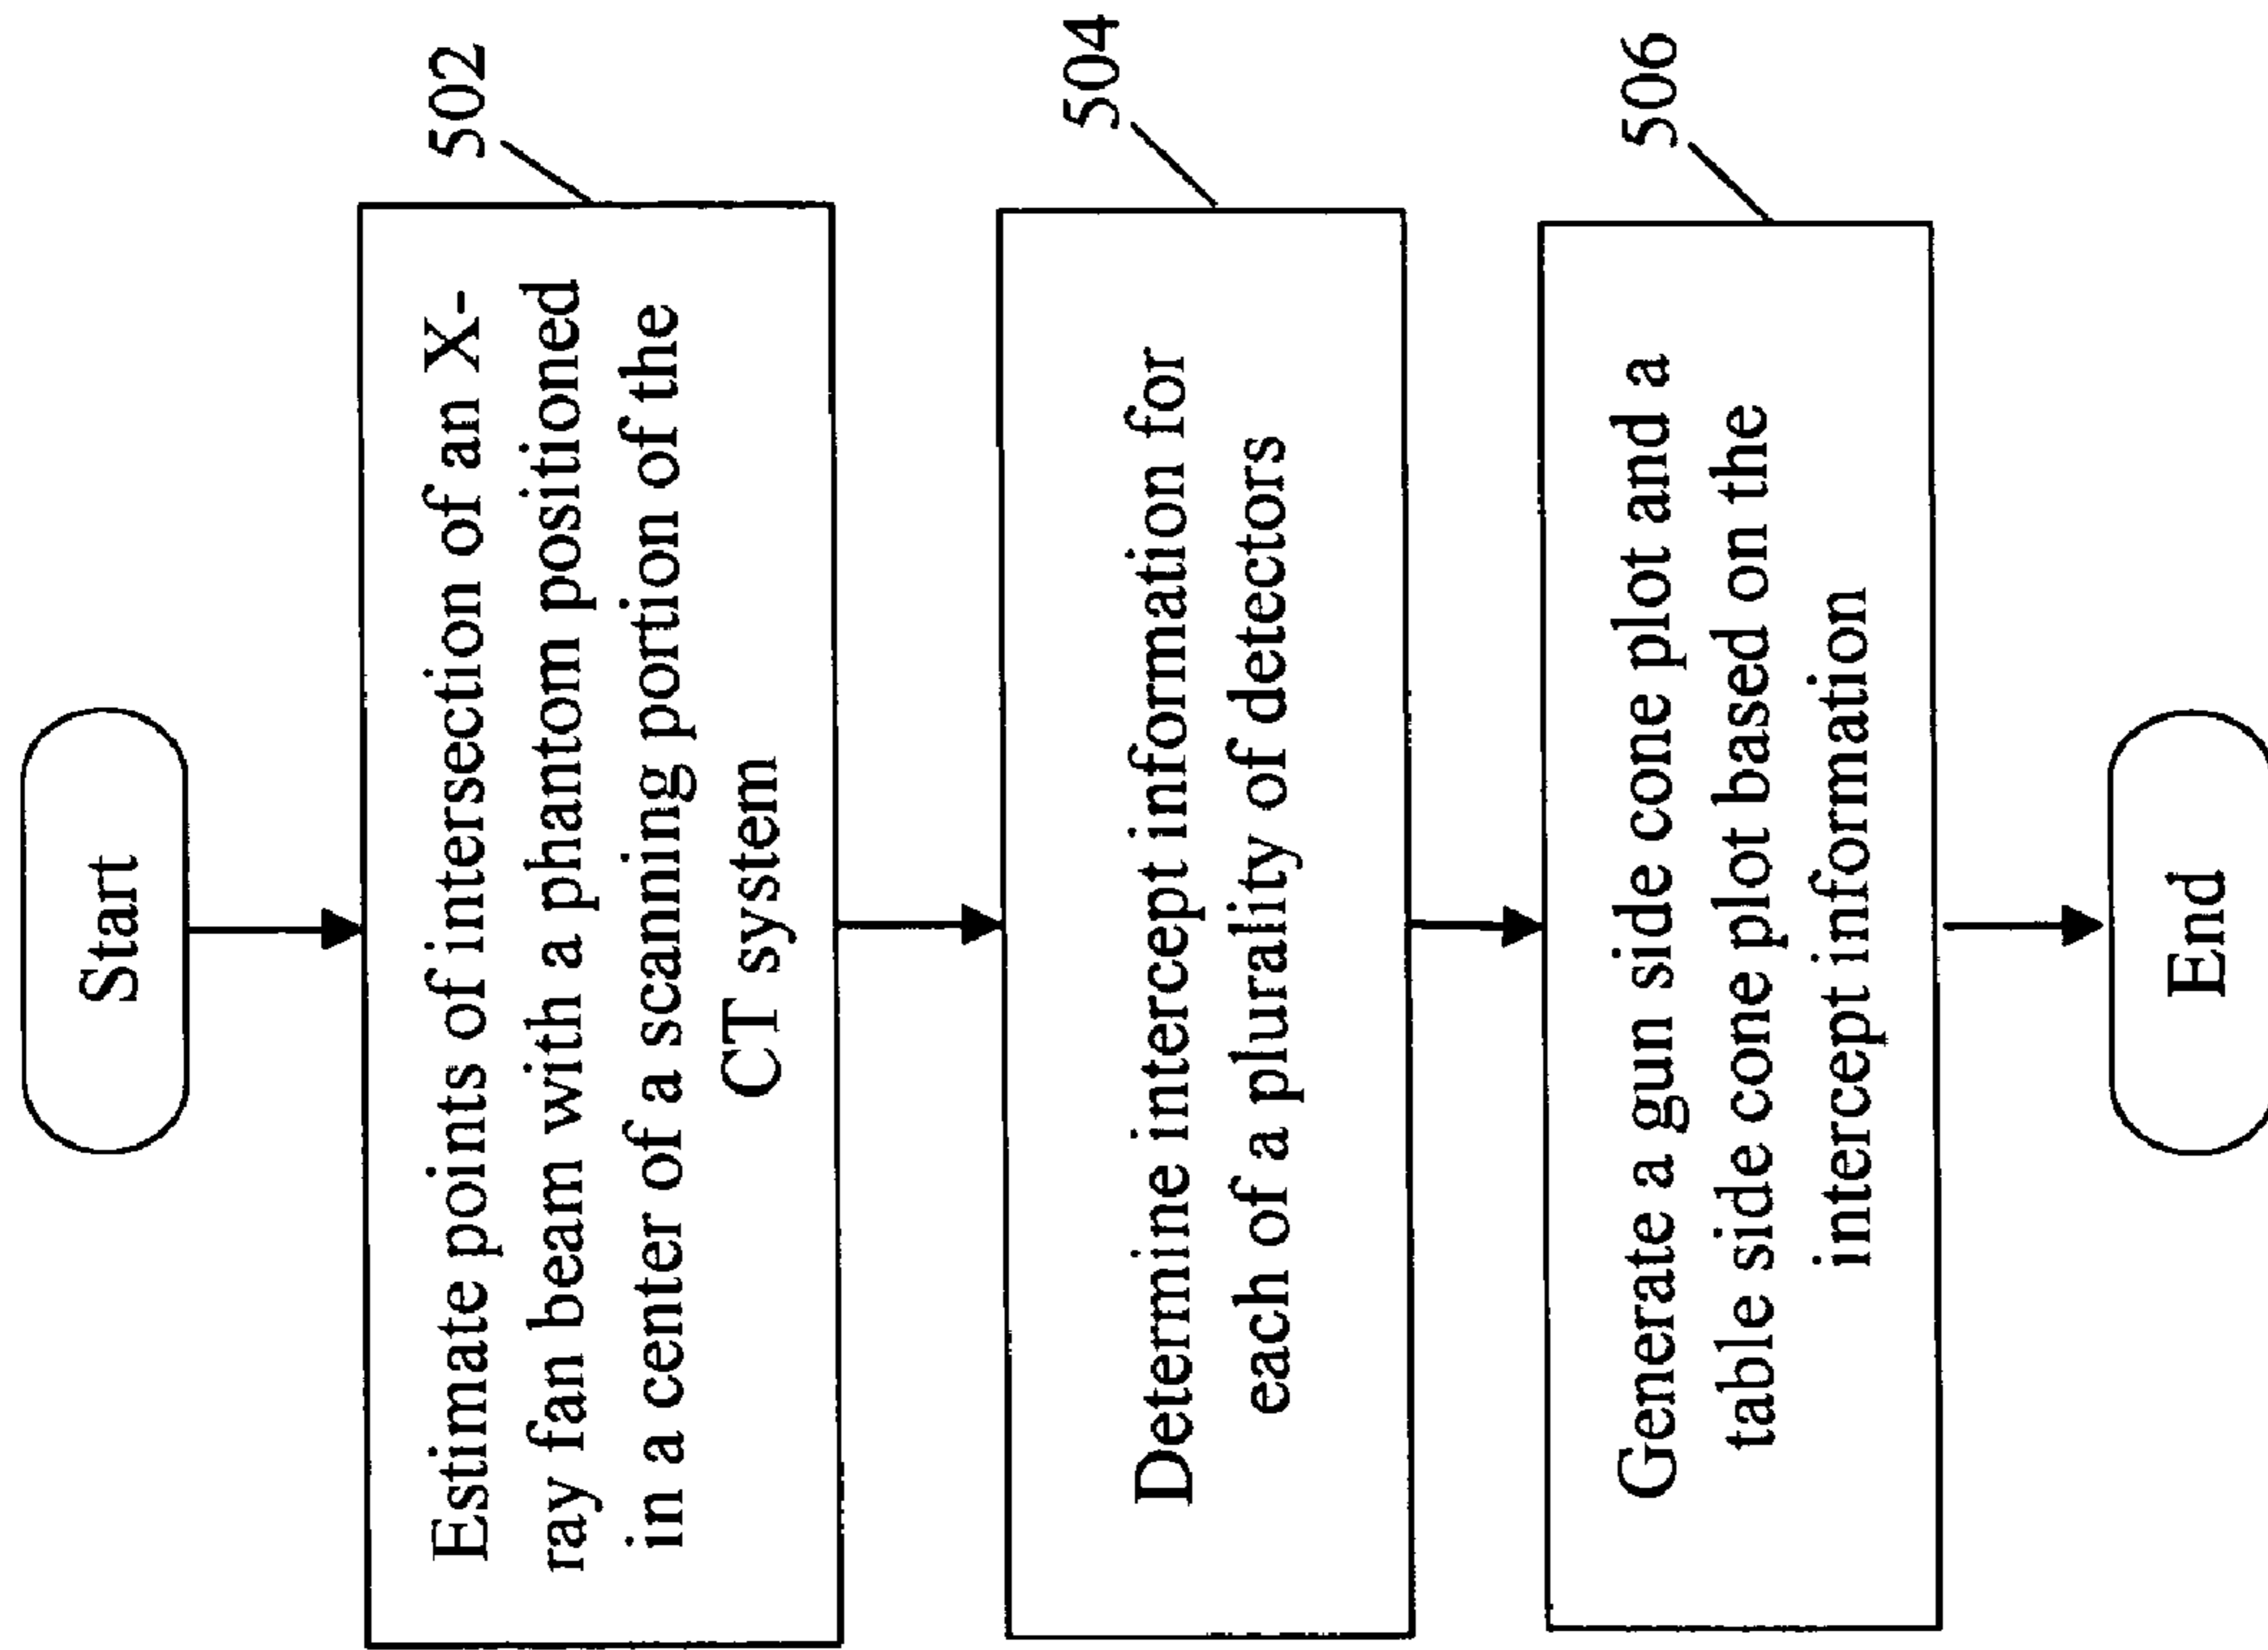 Start
502
Estimate points of intersection of an X-
ray fan beam with a phantom positioned
in a center of a scanning portion of the
CT system
504
Determine intercept information for
each of a plurality of detectors
506
Generate a gun side cone plot and a
table side cone plot based on the
intercept information
End